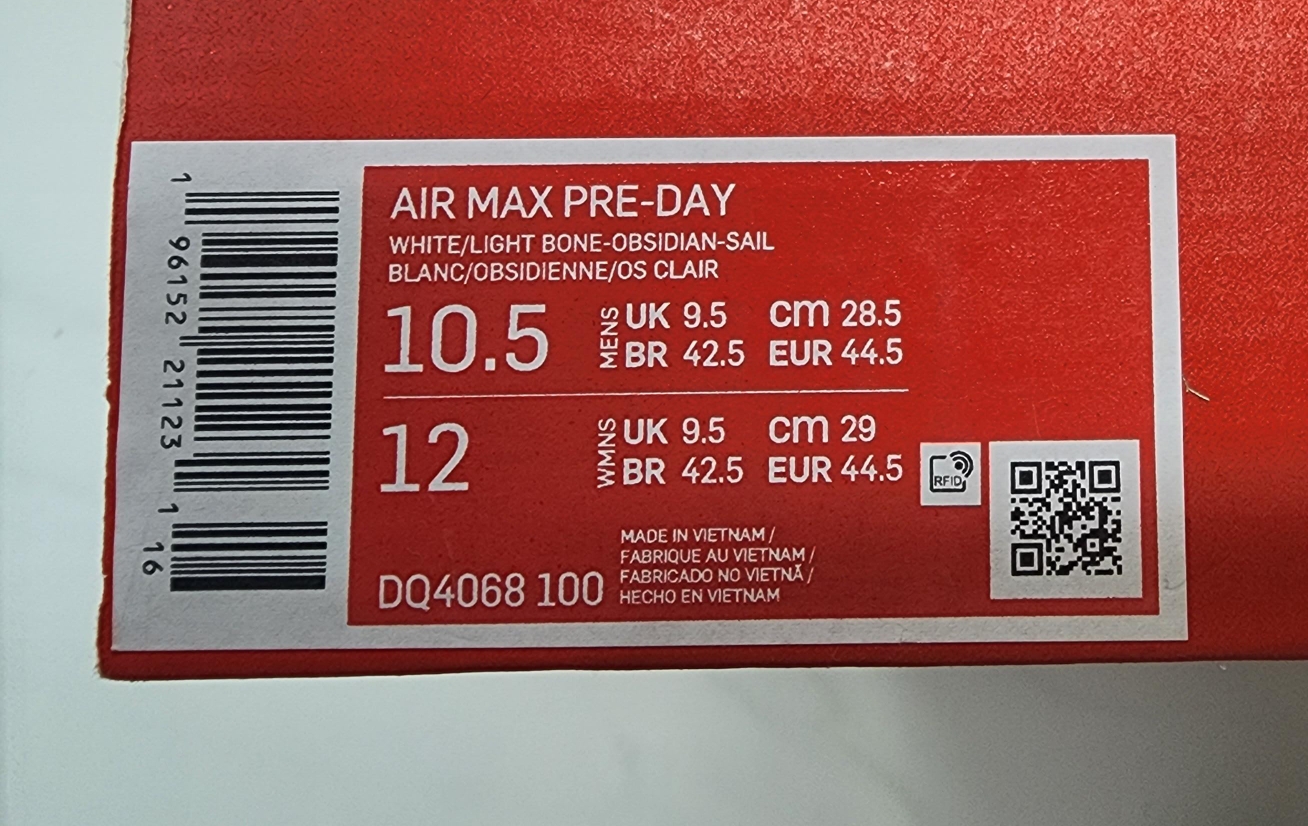 1 96152 21123 1 16
AIR MAX PRE-DAY
WHITE/LIGHT BONE-OBSIDIAN-SAIL
BLANC/OBSIDIENNE/OS CLAIR
10.5 MENS UK 9.5 cm 28.5
BR 42.5 EUR 44.5
12 WMNS UK 9.5 cm 29
BR 42.5 EUR 44.5
RFID
MADE IN VIETNAM /
FABRIQUE AU VIETNAM /
FABRICADO NO VIETNÃ /
HECHO EN VIETNAM
DQ4068 100